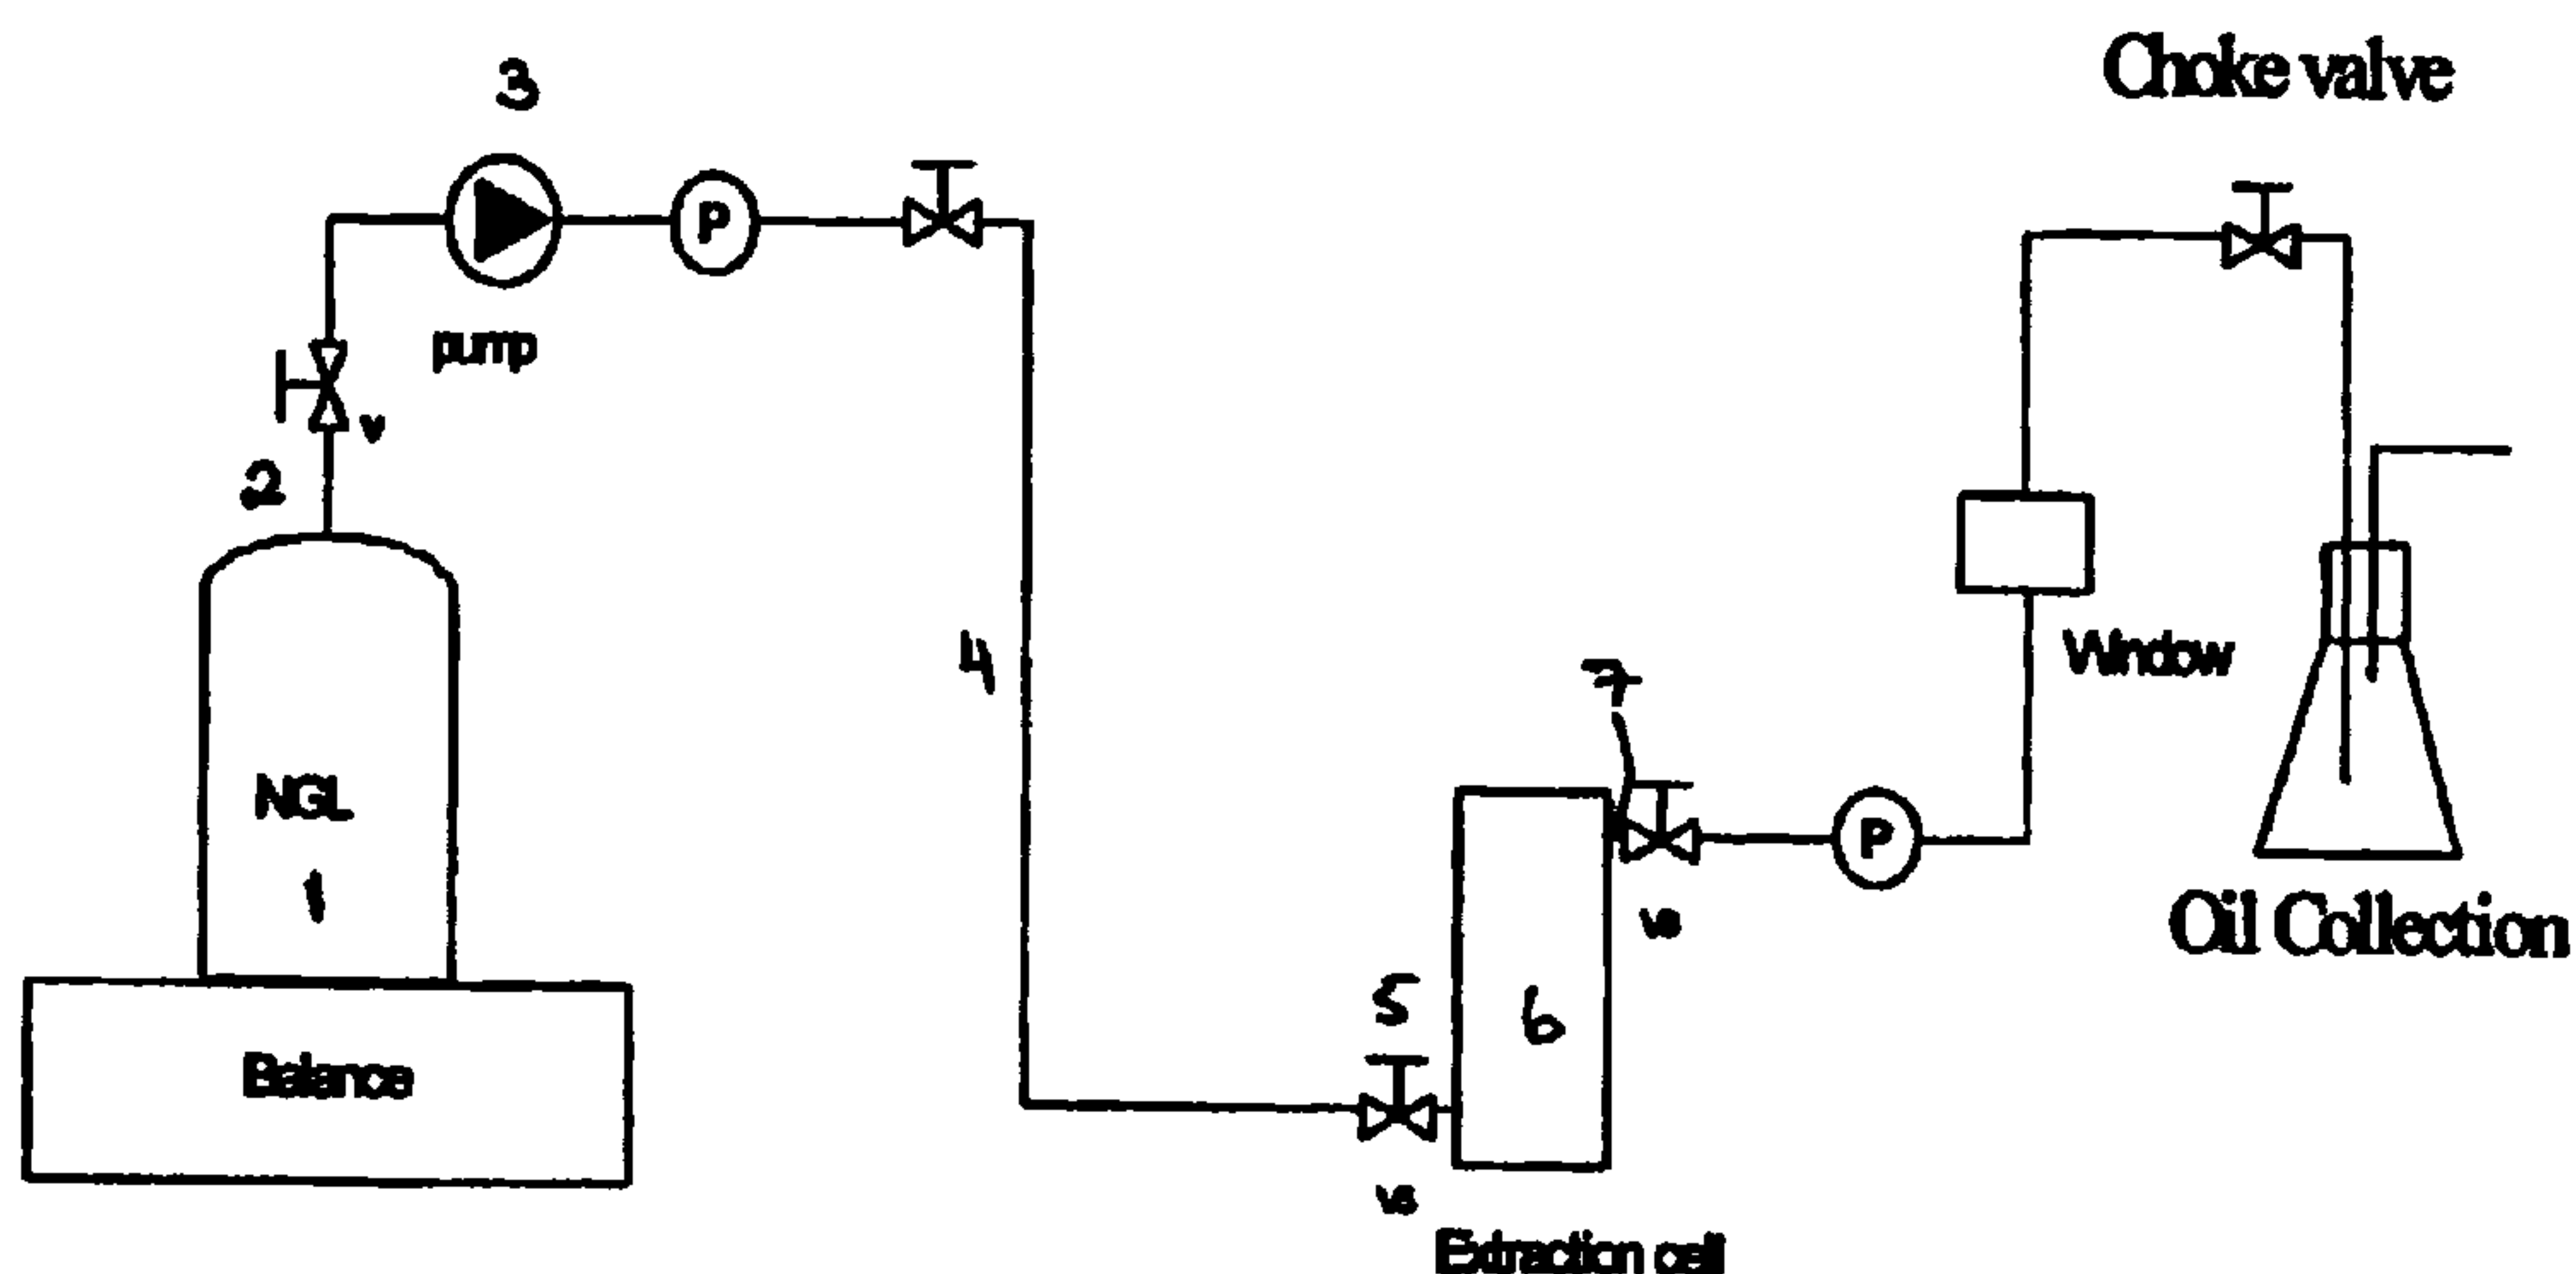 Choke valve
3
P
pump
v
2
4
Window
7
NGL
1
P
vs
Oil Collection
5
6
Balance
vs
Extraction cell